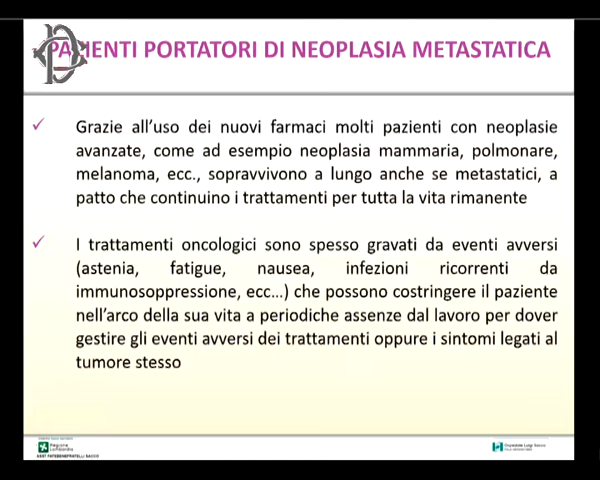 PAZIENTI PORTATORI DI NEOPLASIA METASTATICA
✓ Grazie all'uso dei nuovi farmaci molti pazienti con neoplasie
avanzate, come ad esempio neoplasia mammaria, polmonare,
melanoma, ecc., sopravvivono a lungo anche se metastatici, a
patto che continuino i trattamenti per tutta la vita rimanente
✓ I trattamenti oncologici sono spesso gravati da eventi avversi
(astenia, fatigue, nausea, infezioni ricorrenti da
immunosoppressione, ecc...) che possono costringere il paziente
nell'arco della sua vita a periodiche assenze dal lavoro per dover
gestire gli eventi avversi dei trattamenti oppure i sintomi legati al
tumore stesso
Regione
Lombardia
ASST FATEBENEFRATELLI SACCO
Ospedale Luigi Sacco